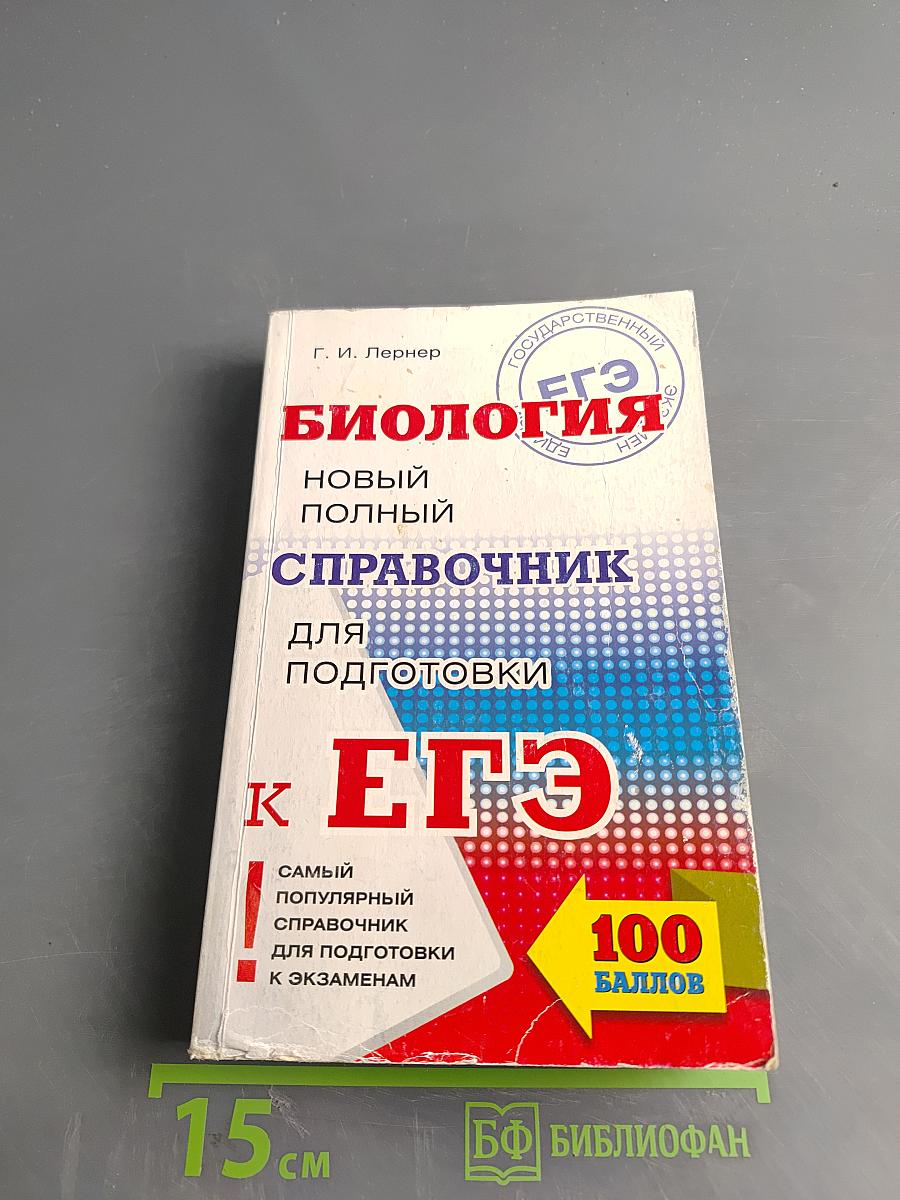 Г. И. Лернер
ГОСУДАРСТВЕННЫЙ
ЕГЭ
БИОЛОГИЯ
НОВЫЙ
ПОЛНЫЙ
СПРАВОЧНИК
ДЛЯ
ПОДГОТОВКИ
К ЕГЭ
!
САМЫЙ
ПОПУЛЯРНЫЙ
СПРАВОЧНИК
ДЛЯ ПОДГОТОВКИ
К ЭКЗАМЕНАМ
100
БАЛЛОВ
15 см
БФ БИБЛИОФАН